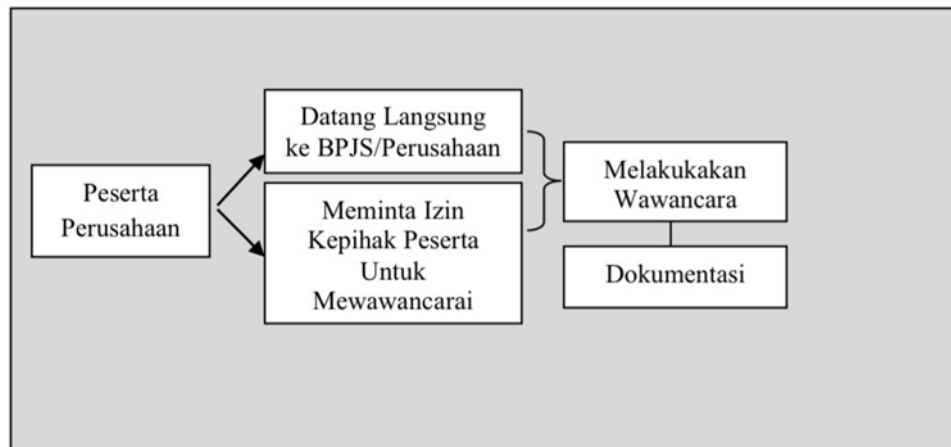 Peserta
Perusahaan
Datang Langsung
ke BPJS/Perusahaan
Meminta Izin
Kepihak Peserta
Untuk
Mewawancarai
Melakukakan
Wawancara
Dokumentasi